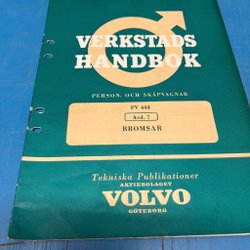 VERKSTADS
HANDBOK
PERSON- OCH SKÅPVAGNAR
PV 444
Avd. 7
BROMSAR
Tekniska Publikationer
AKTIEBOLAGET
VOLVO
GÖTEBORG